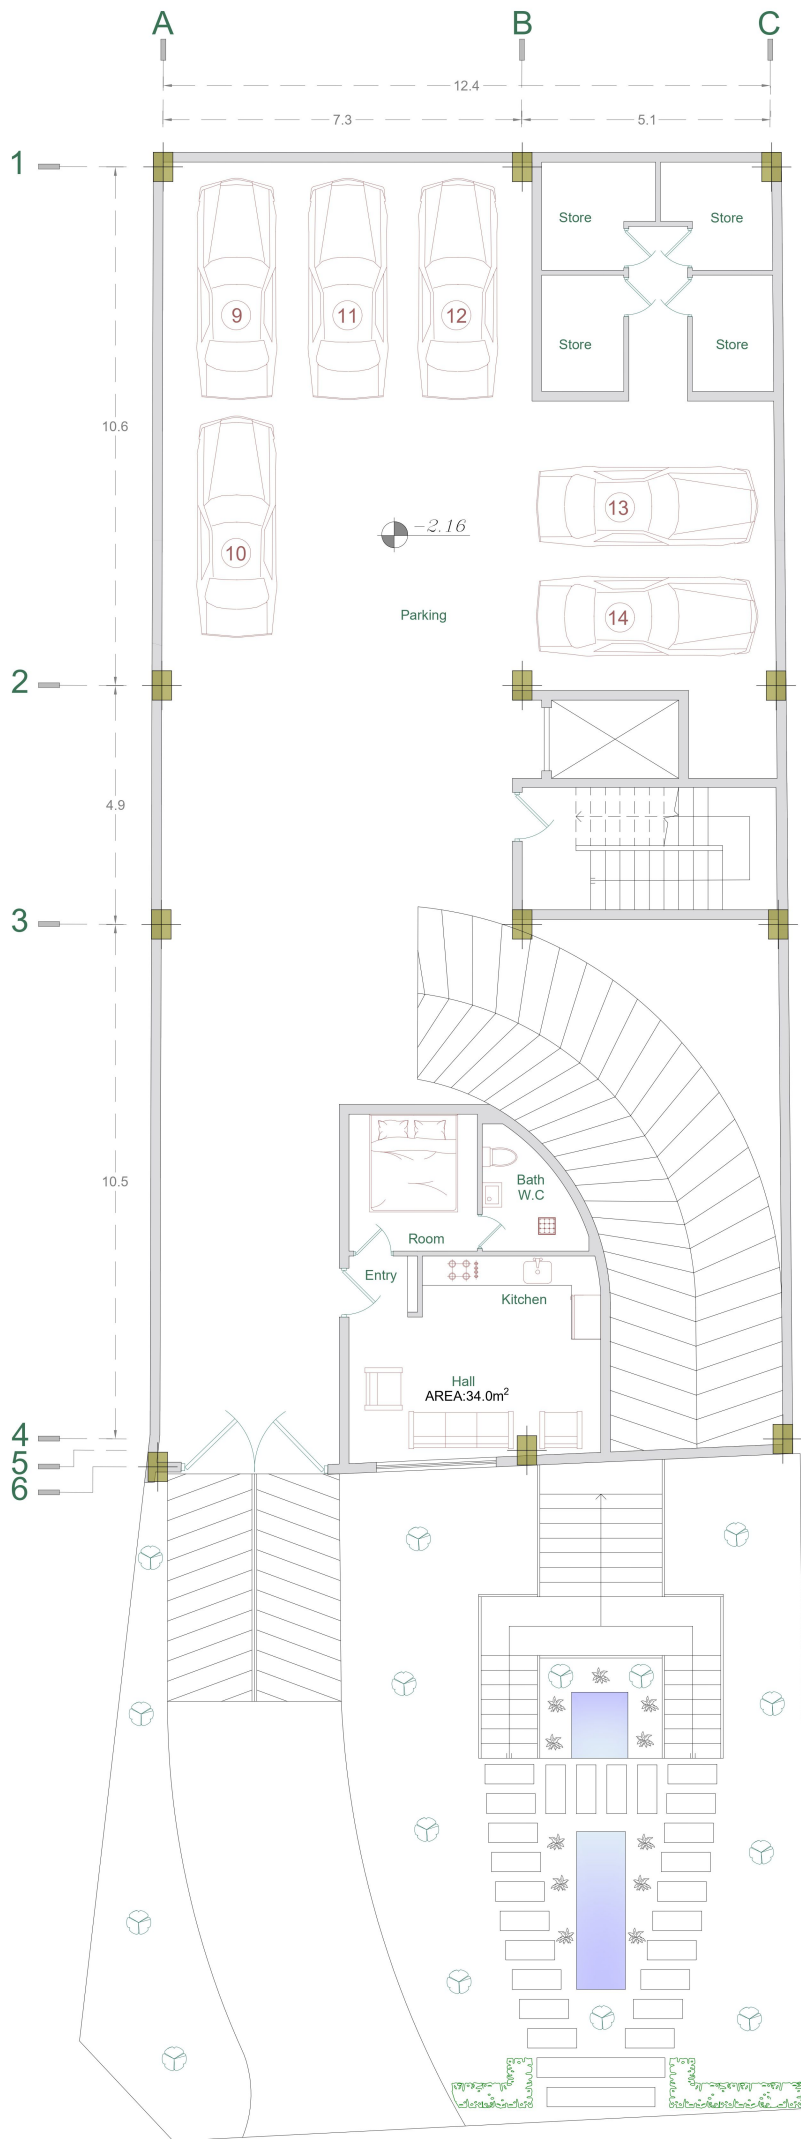 A B C
12.4
7.3 5.1
1
Store Store
9 11 12
Store Store
10.6
13
-2.16
10
Parking
14
2
4.9
3
10.5
Bath
W.C
Room
Entry
Kitchen
Hall
AREA:34.0m²
4
5
6